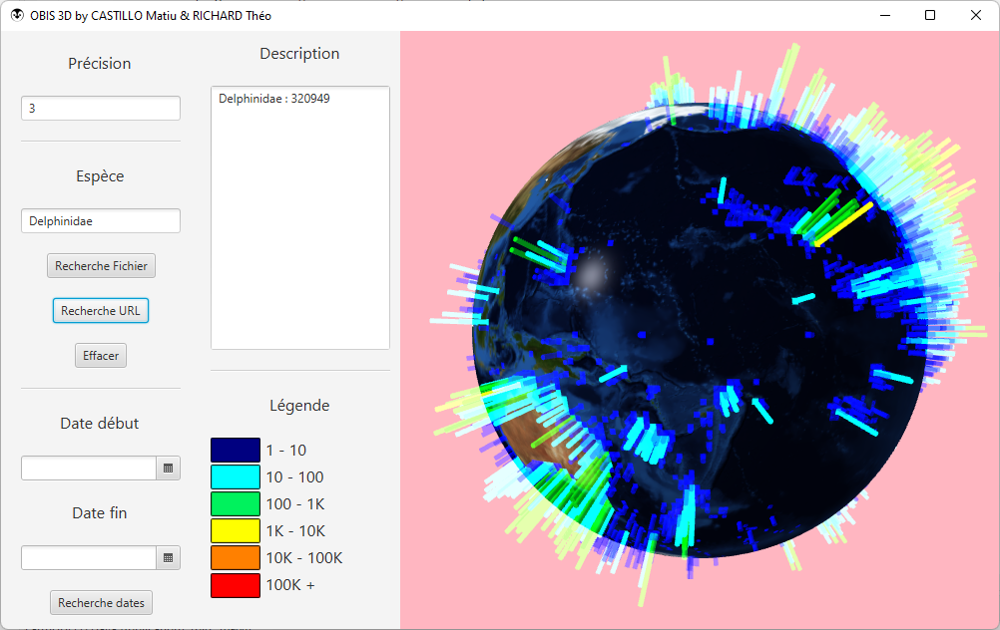 OBIS 3D by CASTILLO Matiu & RICHARD Théo
Précision
3
Espèce
Delphinidae
Recherche Fichier
Recherche URL
Effacer
Date début
Date fin
Recherche dates
Description
Delphinidae : 320949
Légende
1 - 10
10 - 100
100 - 1K
1K - 10K
10K - 100K
100K +